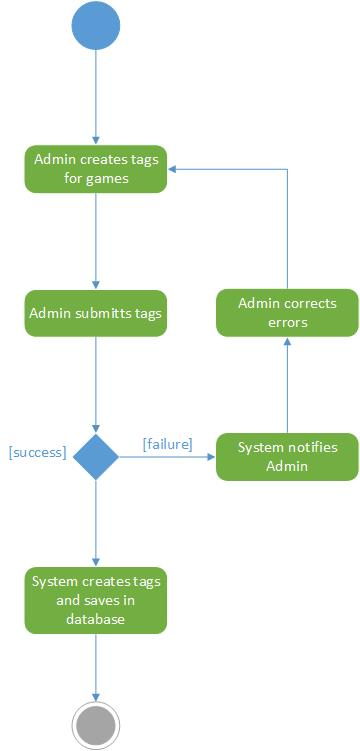 Admin creates tags
for games
Admin submitts tags
Admin corrects
errors
[success]
[failure]
System notifies
Admin
System creates tags
and saves in
database